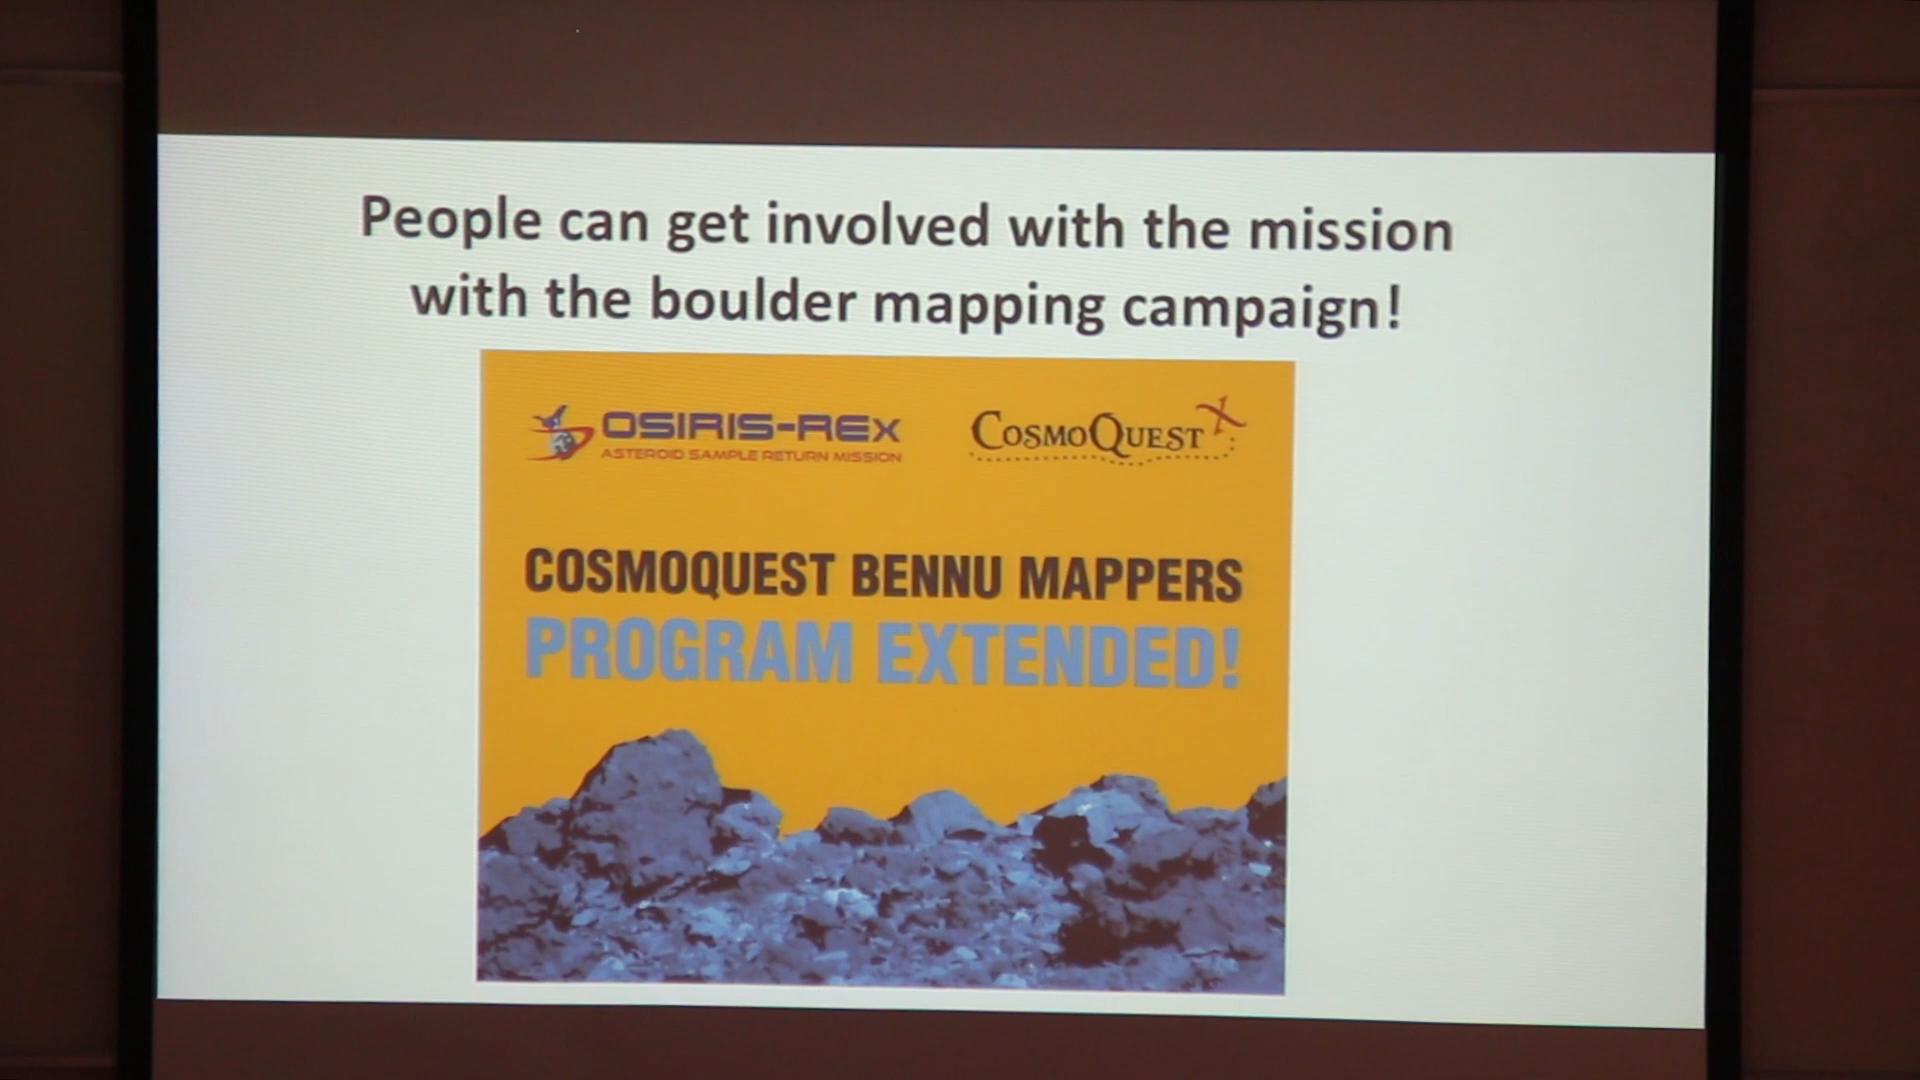 People can get involved with the mission
with the boulder mapping campaign!
OSIRIS-REx
ASTEROID SAMPLE RETURN MISSION
COSMOQUEST X
COSMOQUEST BENNU MAPPERS
PROGRAM EXTENDED!